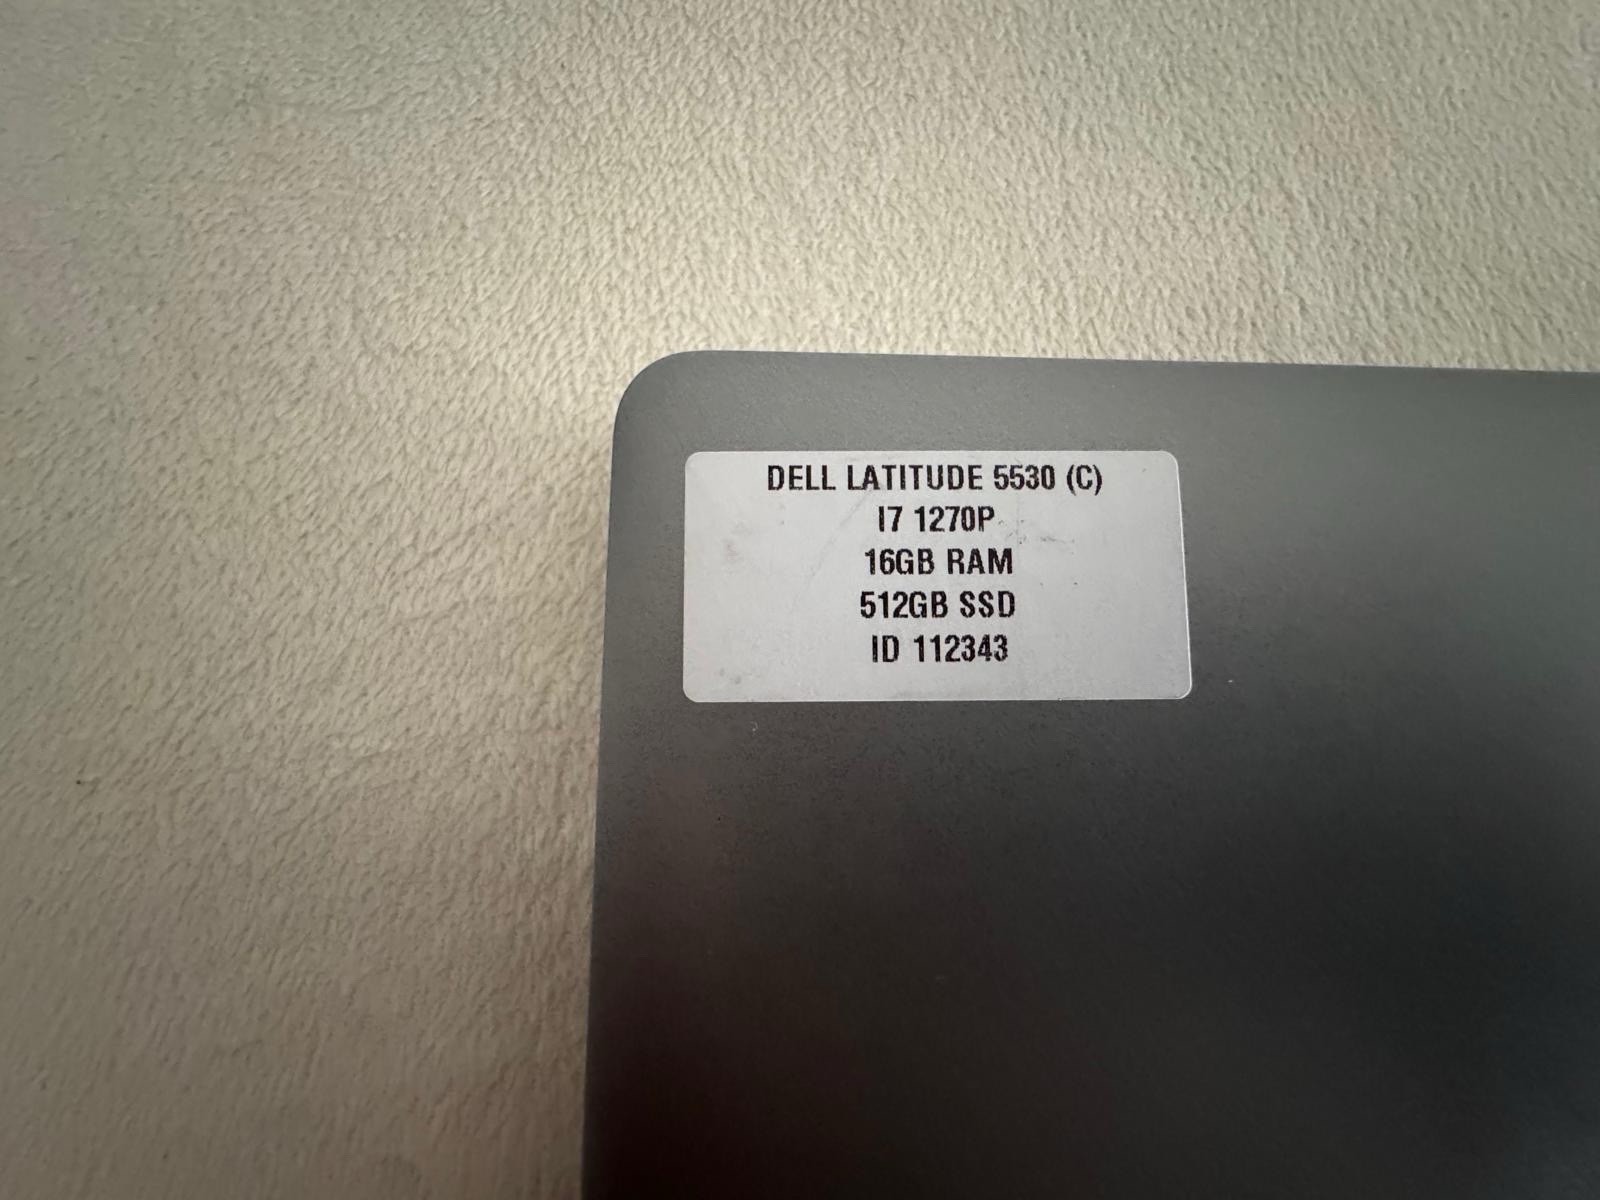 DELL LATITUDE 5530 (C)
I7 1270P
16GB RAM
512GB SSD
ID 112343